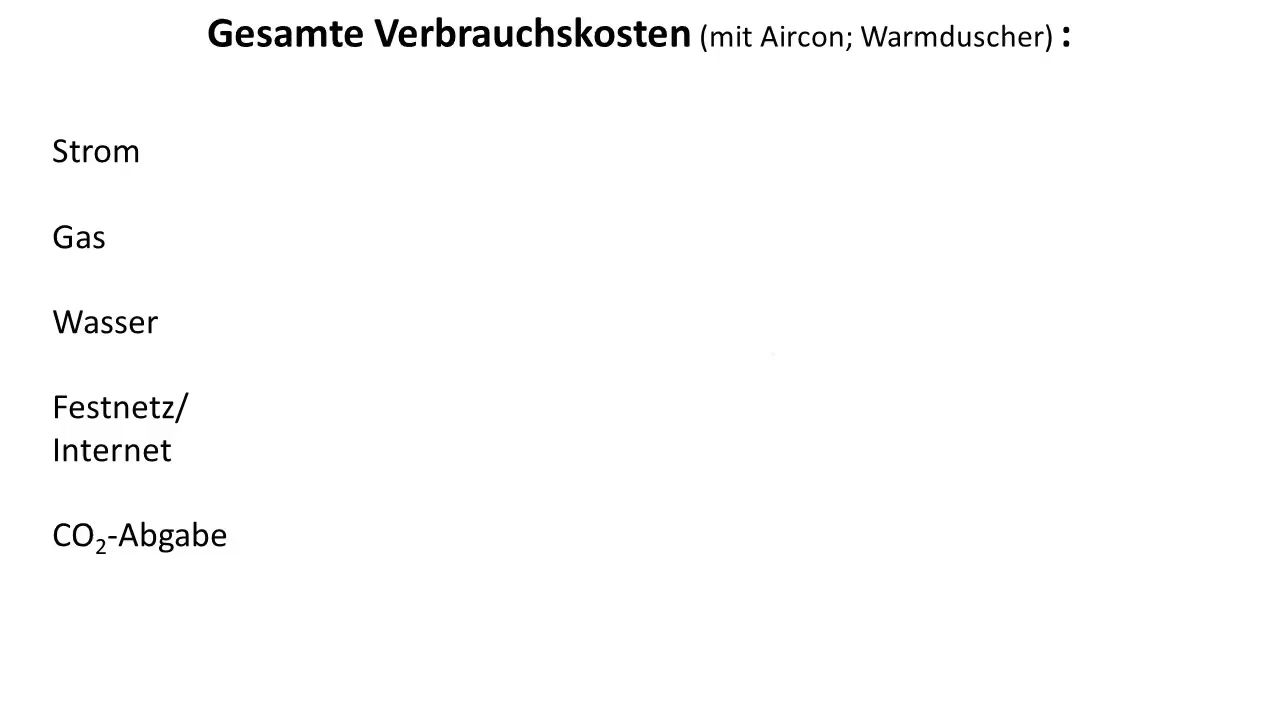 Gesamte Verbrauchskosten (mit Aircon; Warmduscher) :
Strom
Gas
Wasser
Festnetz/
Internet
CO₂-Abgabe